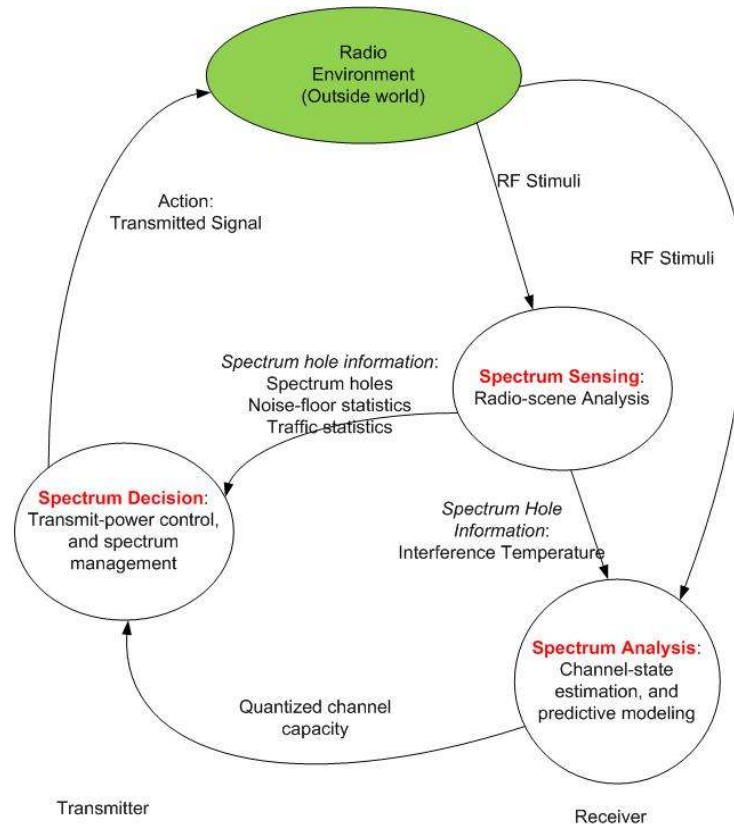 Radio
Environment
(Outside world)
RF Stimuli
Action:
Transmitted Signal
RF Stimuli
Spectrum hole information:
Spectrum holes
Noise-floor statistics
Traffic statistics
Spectrum Sensing:
Radio-scene Analysis
Spectrum Decision:
Transmit-power control,
and spectrum
management
Spectrum Hole
Information:
Interference Temperature
Spectrum Analysis:
Channel-state
estimation, and
predictive modeling
Quantized channel
capacity
Transmitter
Receiver